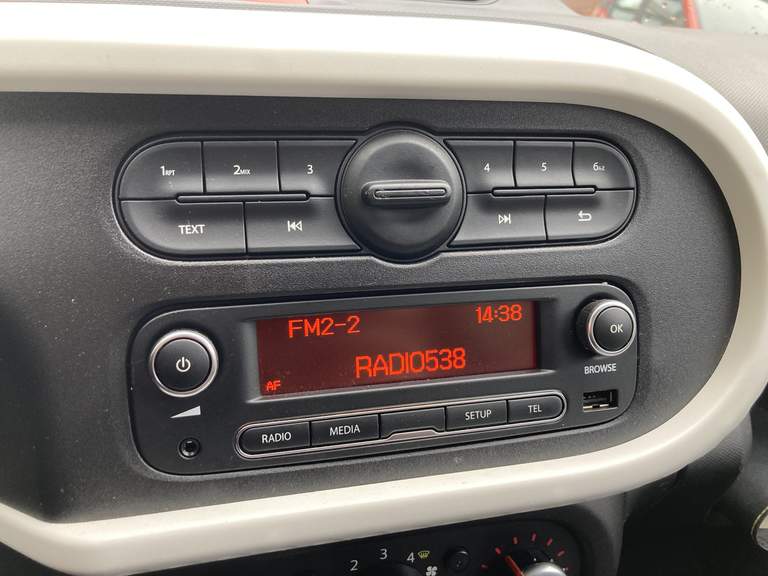 1RPT 2MIX 3 4 5 6A-Z
TEXT
FM2-2 14:38
RADIO538
AF
OK
BROWSE
RADIO MEDIA SETUP TEL
2 3 4